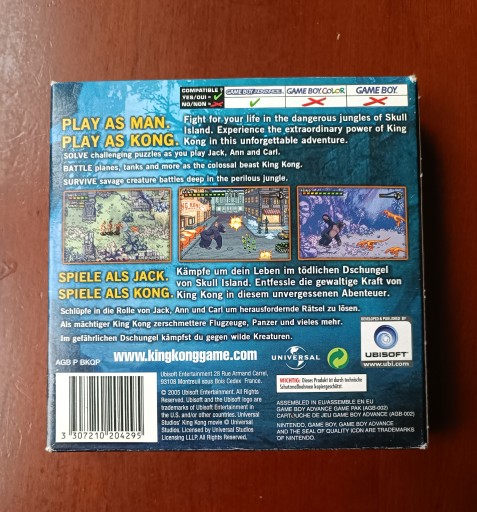 COMPATIBLE ?
YES/OUI = ✓
NO/NON = ✗
GAME BOY ADVANCE
GAME BOY COLOR
GAME BOY
PLAY AS MAN.
PLAY AS KONG.
Fight for your life in the dangerous jungles of Skull
Island. Experience the extraordinary power of King
Kong in this unforgettable adventure.
SOLVE challenging puzzles as you play Jack, Ann and Carl.
BATTLE planes, tanks and more as the colossal beast King Kong.
SURVIVE savage creature battles deep in the perilous jungle.
SPIELE ALS JACK.
SPIELE ALS KONG.
Kämpfe um dein Leben im tödlichen Dschungel
von Skull Island. Entfessle die gewaltige Kraft von
King Kong in diesem unvergessenen Abenteuer.
Schlüpfe in die Rolle von Jack, Ann und Carl um herausfordernde Rätsel zu lösen.
Als mächtiger King Kong zerschmettere Flugzeuge, Panzer und vieles mehr.
Im gefährlichen Dschungel kämpfst du gegen wilde Kreaturen.
DEVELOPED & PUBLISHED BY
UBISOFT
www.ubi.com
AGB P BKQP
www.kingkonggame.com
UNIVERSAL
Ubisoft Entertainment 28 Rue Armand Carrel,
93108 Montreuil sous Bois Cedex France.
© 2005 Ubisoft Entertainment. All Rights
Reserved. Ubisoft and the Ubisoft logo are
trademarks of Ubisoft Entertainment in
the U.S. and/or other countries. Universal
Studios' King Kong movie © Universal
Studios. Licensed by Universal Studios
Licensing LLLP. All Rights Reserved.
WICHTIG: Dieses Produkt ist durch technische
Schutzmaßnahmen kopiergeschützt
ASSEMBLED IN EU/ASSEMBLE EN EU
GAME BOY ADVANCE GAME PAK (AGB-002)
CARTOUCHE DE JEU GAME BOY ADVANCE (AGB-002)
NINTENDO, GAME BOY, GAME BOY ADVANCE
AND THE SEAL OF QUALITY ICON ARE TRADEMARKS
OF NINTENDO.
3 307210 204295